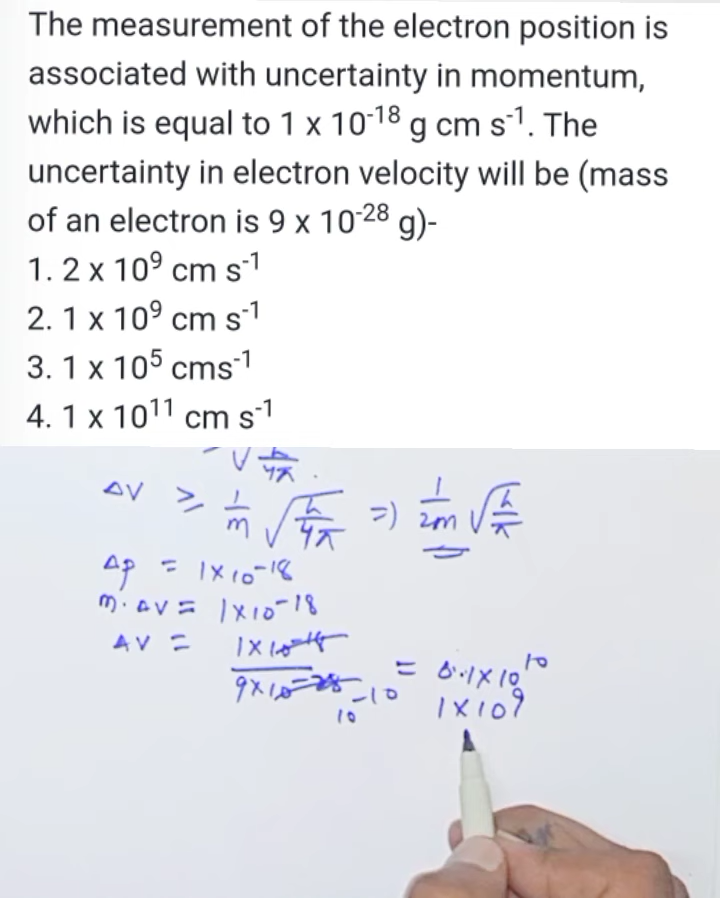 The measurement of the electron position is
associated with uncertainty in momentum,
which is equal to 1 x 10⁻¹⁸ g cm s⁻¹. The
uncertainty in electron velocity will be (mass
of an electron is 9 x 10⁻²⁸ g)-
1. 2 x 10⁹ cm s⁻¹
2. 1 x 10⁹ cm s⁻¹
3. 1 x 10⁵ cms⁻¹
4. 1 x 10¹¹ cm s⁻¹
√h/4π .
ΔV ≥ 1/m √h/4π ⇒) 1/2m √h/π
Δp = 1×10⁻¹⁸
m. ΔV = 1×10⁻¹⁸
ΔV = 1×10⁻¹⁸ / 9×10⁻²⁸ = 0.1×10¹⁰
10⁻¹⁰ 1×10⁹